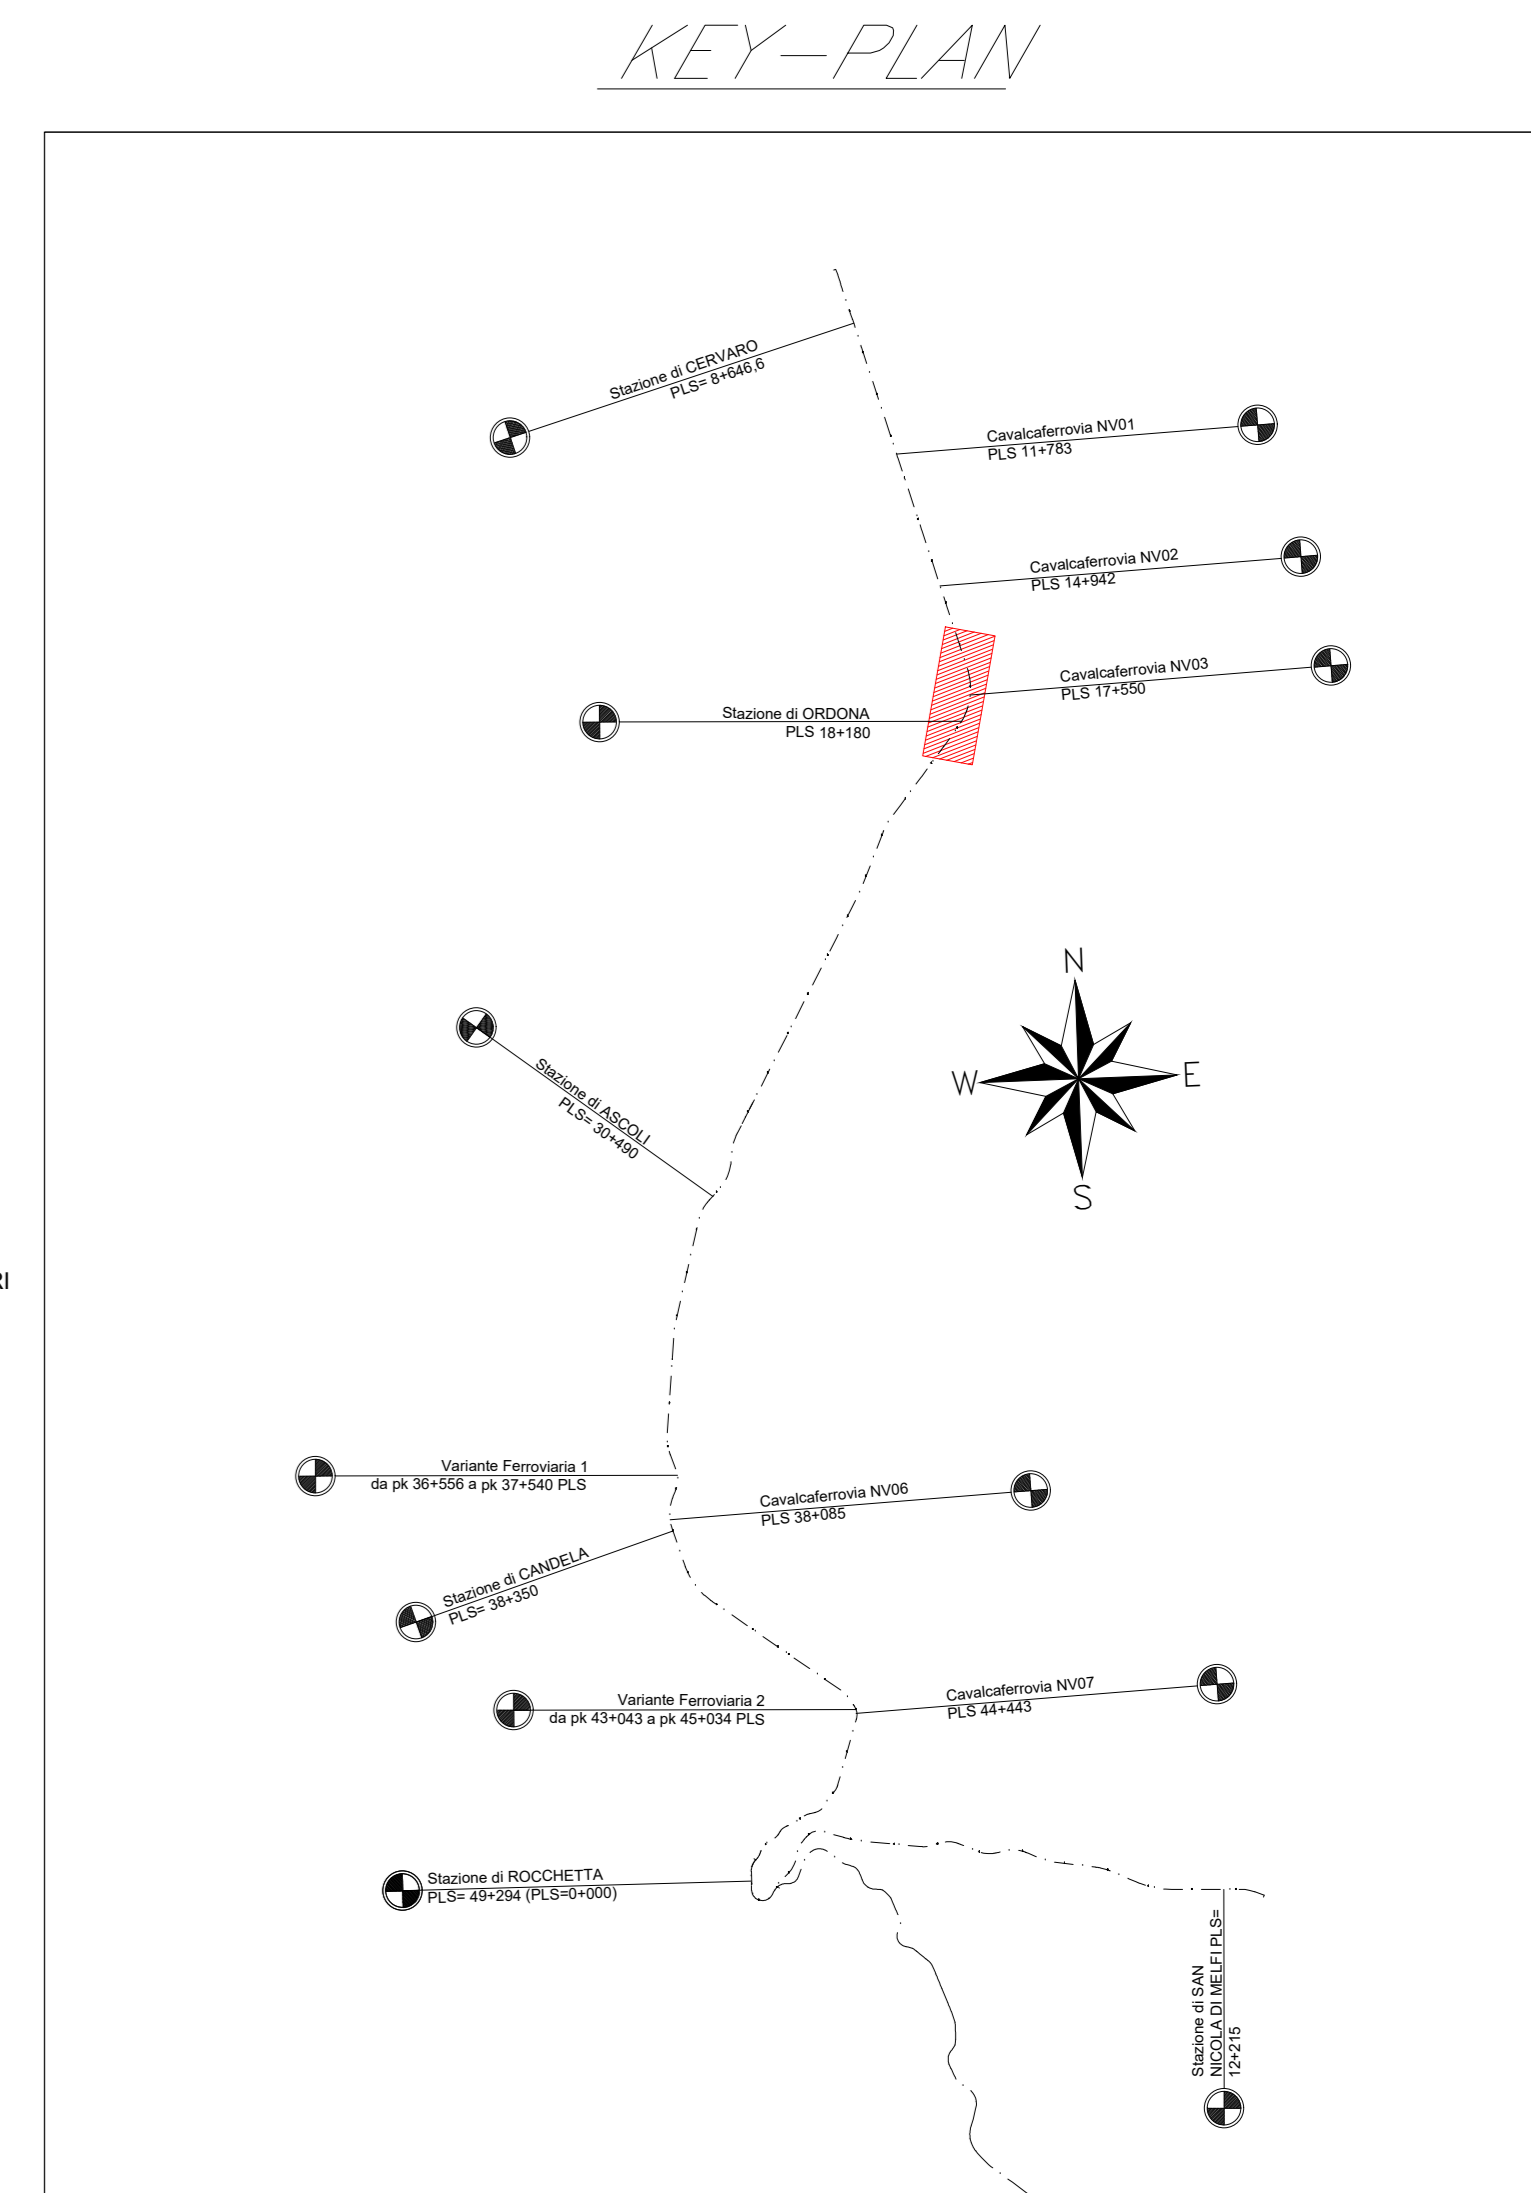 KEY-PLAN
Stazione di CERVARO
PLS= 8+646,6
Cavalcaferrovia NV01
PLS 11+783
Cavalcaferrovia NV02
PLS 14+942
Cavalcaferrovia NV03
PLS 17+550
Stazione di ORDONA
PLS 18+180
N
W
E
S
Stazione di ASCOLI
PLS= 30+490
RI
Variante Ferroviaria 1
da pk 36+556 a pk 37+540 PLS
Cavalcaferrovia NV06
PLS 38+085
Stazione di CANDELA
PLS= 38+350
Variante Ferroviaria 2
da pk 43+043 a pk 45+034 PLS
Cavalcaferrovia NV07
PLS 44+443
Stazione di ROCCHETTA
PLS= 49+294 (PLS=0+000)
Stazione di SAN
NICOLA DI MELFI PLS=
12+215